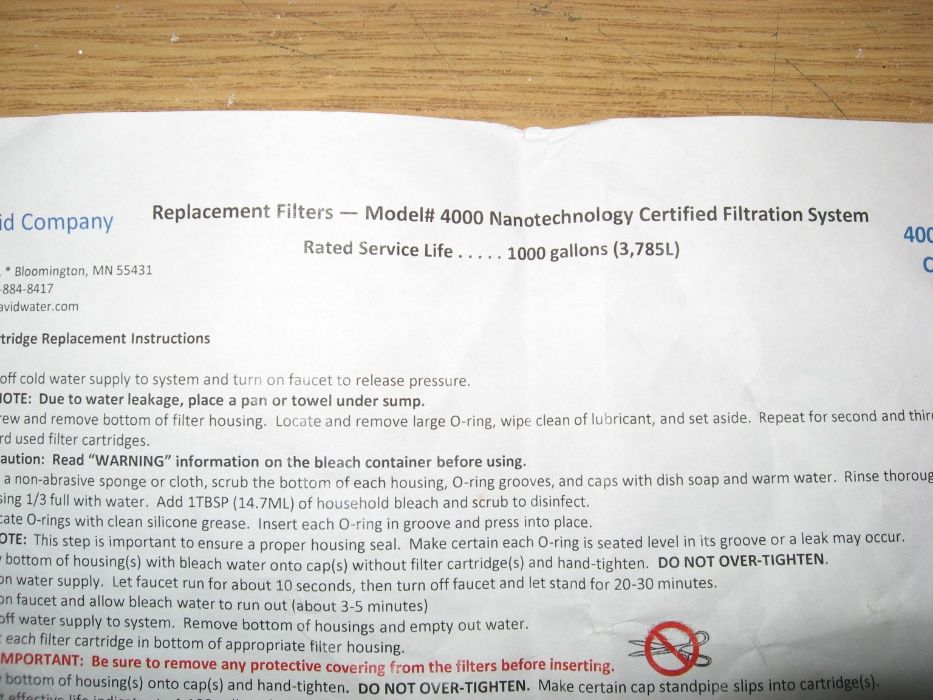 id Company
Replacement Filters — Model# 4000 Nanotechnology Certified Filtration System
400
Rated Service Life ..... 1000 gallons (3,785L)
C
. * Bloomington, MN 55431
-884-8417
avidwater.com
tridge Replacement Instructions
off cold water supply to system and turn on faucet to release pressure.
NOTE: Due to water leakage, place a pan or towel under sump.
rew and remove bottom of filter housing. Locate and remove large O-ring, wipe clean of lubricant, and set aside. Repeat for second and thir
rd used filter cartridges.
aution: Read “WARNING” information on the bleach container before using.
a non-abrasive sponge or cloth, scrub the bottom of each housing, O-ring grooves, and caps with dish soap and warm water. Rinse thoroug
sing 1/3 full with water. Add 1TBSP (14.7ML) of household bleach and scrub to disinfect.
cate O-rings with clean silicone grease. Insert each O-ring in groove and press into place.
OTE: This step is important to ensure a proper housing seal. Make certain each O-ring is seated level in its groove or a leak may occur.
bottom of housing(s) with bleach water onto cap(s) without filter cartridge(s) and hand-tighten. DO NOT OVER-TIGHTEN.
on water supply. Let faucet run for about 10 seconds, then turn off faucet and let stand for 20-30 minutes.
on faucet and allow bleach water to run out (about 3-5 minutes)
off water supply to system. Remove bottom of housings and empty out water.
each filter cartridge in bottom of appropriate filter housing.
MPORTANT: Be sure to remove any protective covering from the filters before inserting.
bottom of housing(s) onto cap(s) and hand-tighten. DO NOT OVER-TIGHTEN. Make certain cap standpipe slips into cartridge(s).